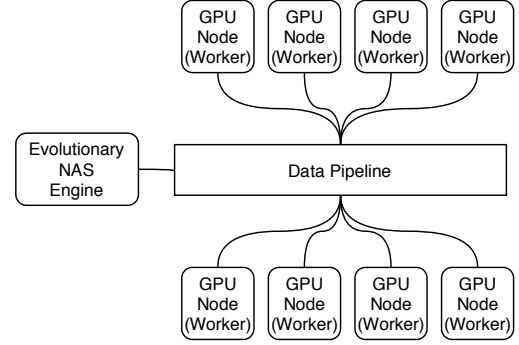 GPU
Node
(Worker)
GPU
Node
(Worker)
GPU
Node
(Worker)
GPU
Node
(Worker)
Evolutionary
NAS
Engine
Data Pipeline
GPU
Node
(Worker)
GPU
Node
(Worker)
GPU
Node
(Worker)
GPU
Node
(Worker)